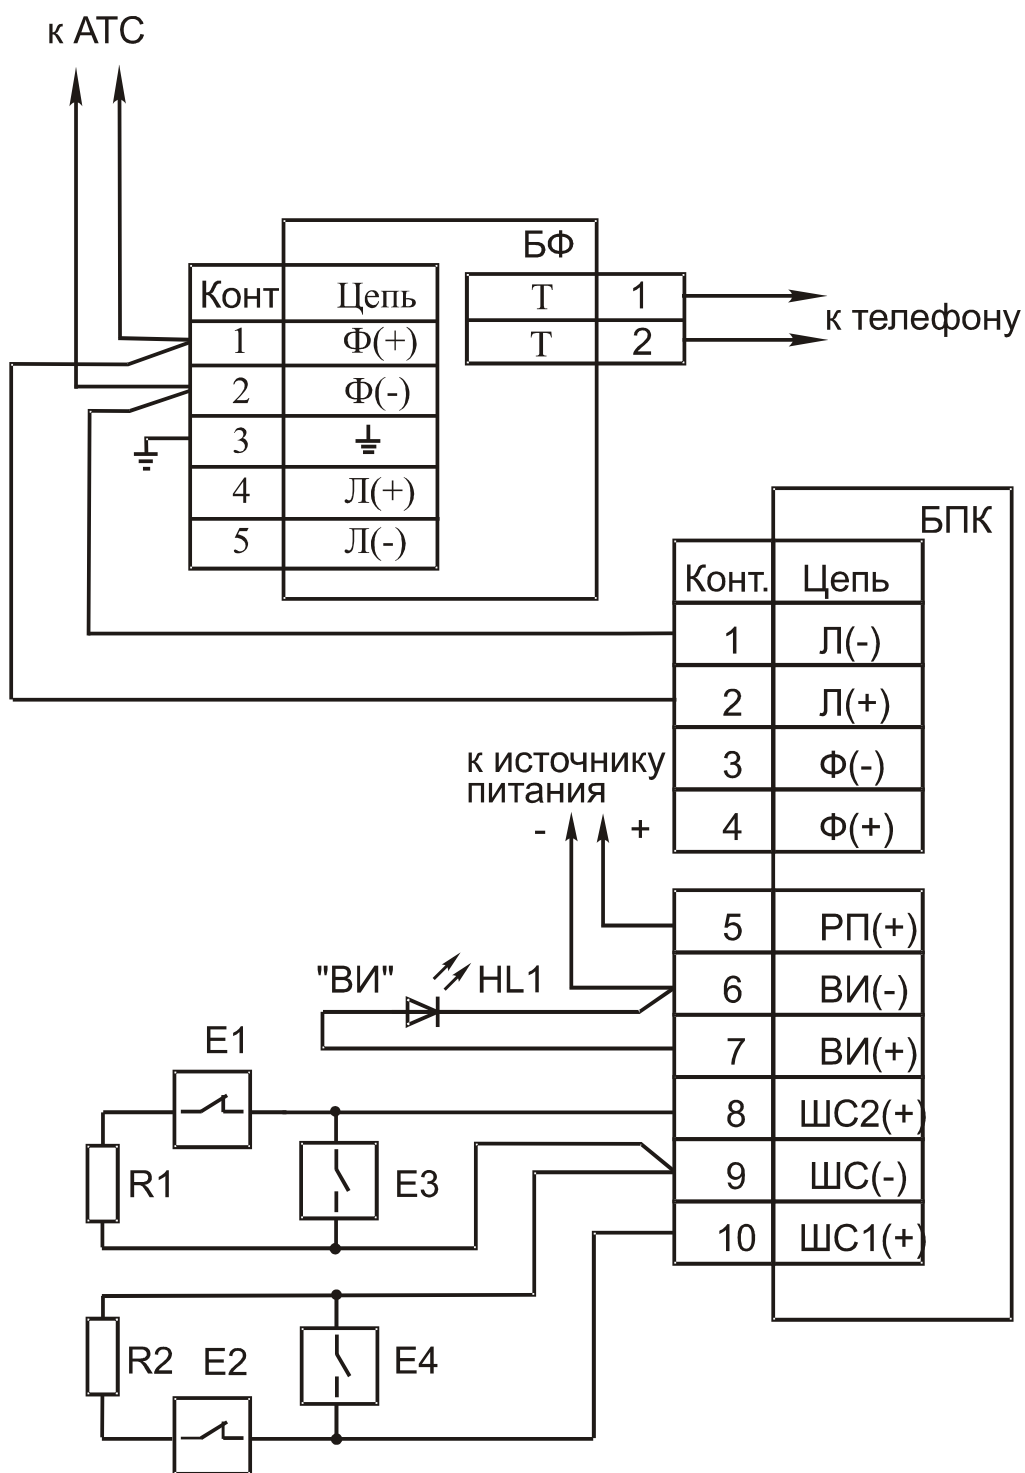 к АТС
БФ
Конт Цепь
1 Ф(+)
2 Ф(-)
3
4 Л(+)
5 Л(-)
Т 1
Т 2
к телефону
БПК
Конт. Цепь
1 Л(-)
2 Л(+)
3 Ф(-)
4 Ф(+)
к источнику
питания
- +
5 РП(+)
6 ВИ(-)
7 ВИ(+)
8 ШС2(+)
9 ШС(-)
10 ШС1(+)
"ВИ" HL1
E1
R1 E3
R2 E2 E4